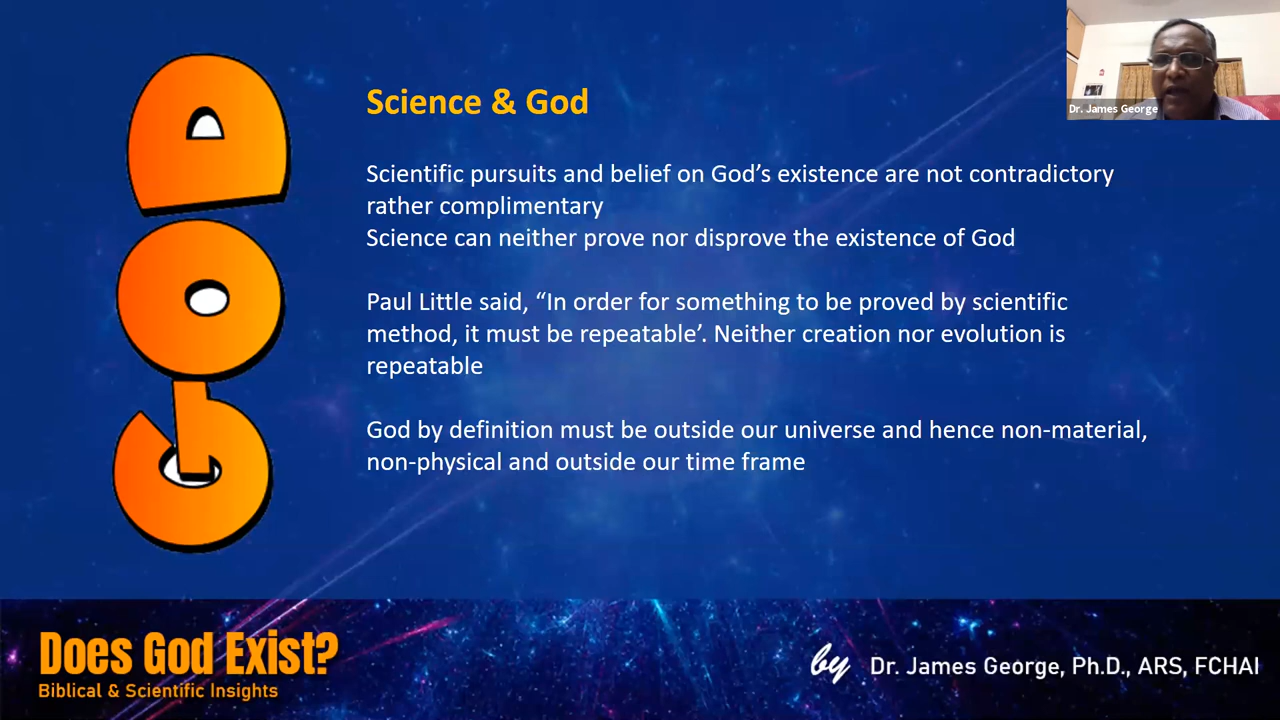 GOD
Science & God
Scientific pursuits and belief on God’s existence are not contradictory
rather complimentary
Science can neither prove nor disprove the existence of God
Paul Little said, “In order for something to be proved by scientific
method, it must be repeatable’. Neither creation nor evolution is
repeatable
God by definition must be outside our universe and hence non-material,
non-physical and outside our time frame
Dr. James George
Does God Exist?
Biblical & Scientific Insights
by Dr. James George, Ph.D., ARS, FCHAI